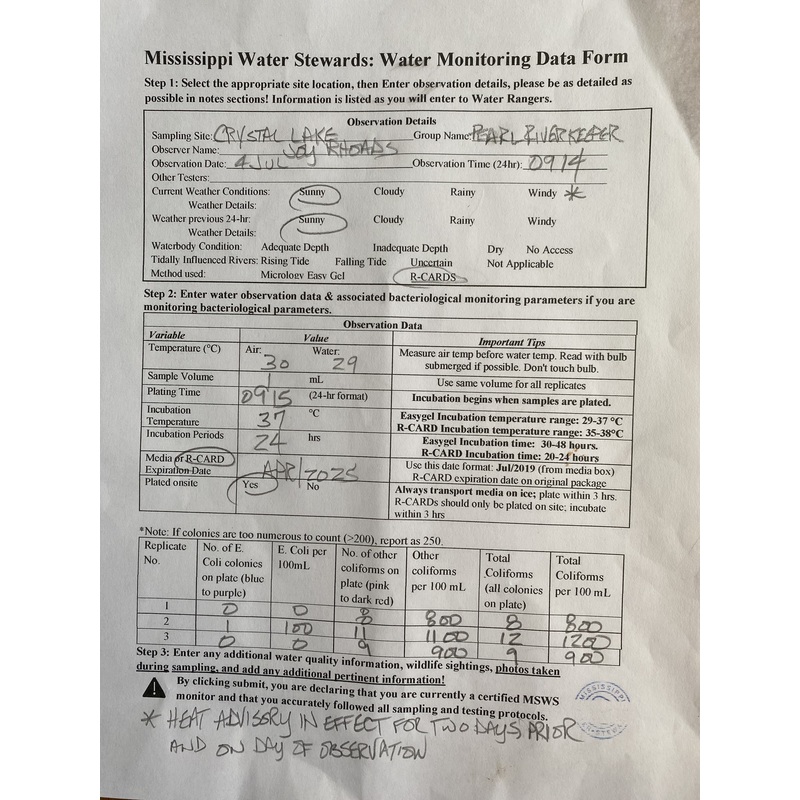 Mississippi Water Stewards: Water Monitoring Data Form
Step 1: Select the appropriate site location, then Enter observation details, please be as detailed as
possible in notes sections! Information is listed as you will enter to Water Rangers.
Observation Details
Sampling Site: CRYSTAL LAKE Group Name: PEARL RIVERKEEPER
Observer Name: JOY RHOADS
Observation Date: 4 JUL Observation Time (24hr): 0914
Other Testers:
Current Weather Conditions: Sunny Cloudy Rainy Windy *
Weather Details:
Weather previous 24-hr: Sunny Cloudy Rainy Windy
Weather Details:
Waterbody Condition: Adequate Depth Inadequate Depth Dry No Access
Tidally Influenced Rivers: Rising Tide Falling Tide Uncertain Not Applicable
Method used: Micrology Easy Gel R-CARDS
Step 2: Enter water observation data & associated bacteriological monitoring parameters if you are
monitoring bacteriological parameters.
Observation Data
Variable Value Important Tips
Temperature (°C) Air: 30 Water: 29 Measure air temp before water temp. Read with bulb
submerged if possible. Don't touch bulb.
Sample Volume 1 mL Use same volume for all replicates
Plating Time 0915 (24-hr format) Incubation begins when samples are plated.
Incubation
Temperature 37 °C Easygel Incubation temperature range: 29-37 °C
R-CARD Incubation temperature range: 35-38°C
Incubation Periods 24 hrs Easygel Incubation time: 30-48 hours.
R-CARD Incubation time: 20-24 hours
Media or R-CARD
Expiration Date APR/2025 Use this date format: Jul/2019 (from media box)
R-CARD expiration date on original package
Plated onsite Yes No Always transport media on ice; plate within 3 hrs.
R-CARDs should only be plated on site; incubate
within 3 hrs
*Note: If colonies are too numerous to count (>200), report as 250.
Replicate No. of E. E. Coli per No. of other Other Total Total
No. Coli colonies 100mL coliforms on coliforms Coliforms Coliforms
on plate (blue plate (pink per 100 mL (all colonies per 100 mL
to purple) to dark red) on plate)
1 0 0 8 800 8 800
2 1 100 11 1100 12 1200
3 0 0 9 900 9 900
Step 3: Enter any additional water quality information, wildlife sightings, photos taken
during sampling, and add any additional pertinent information!
By clicking submit, you are declaring that you are currently a certified MSWS
monitor and that you accurately followed all sampling and testing protocols.
MISSISSIPPI
* HEAT ADVISORY IN EFFECT FOR TWO DAYS PRIOR
AND ON DAY OF OBSERVATION